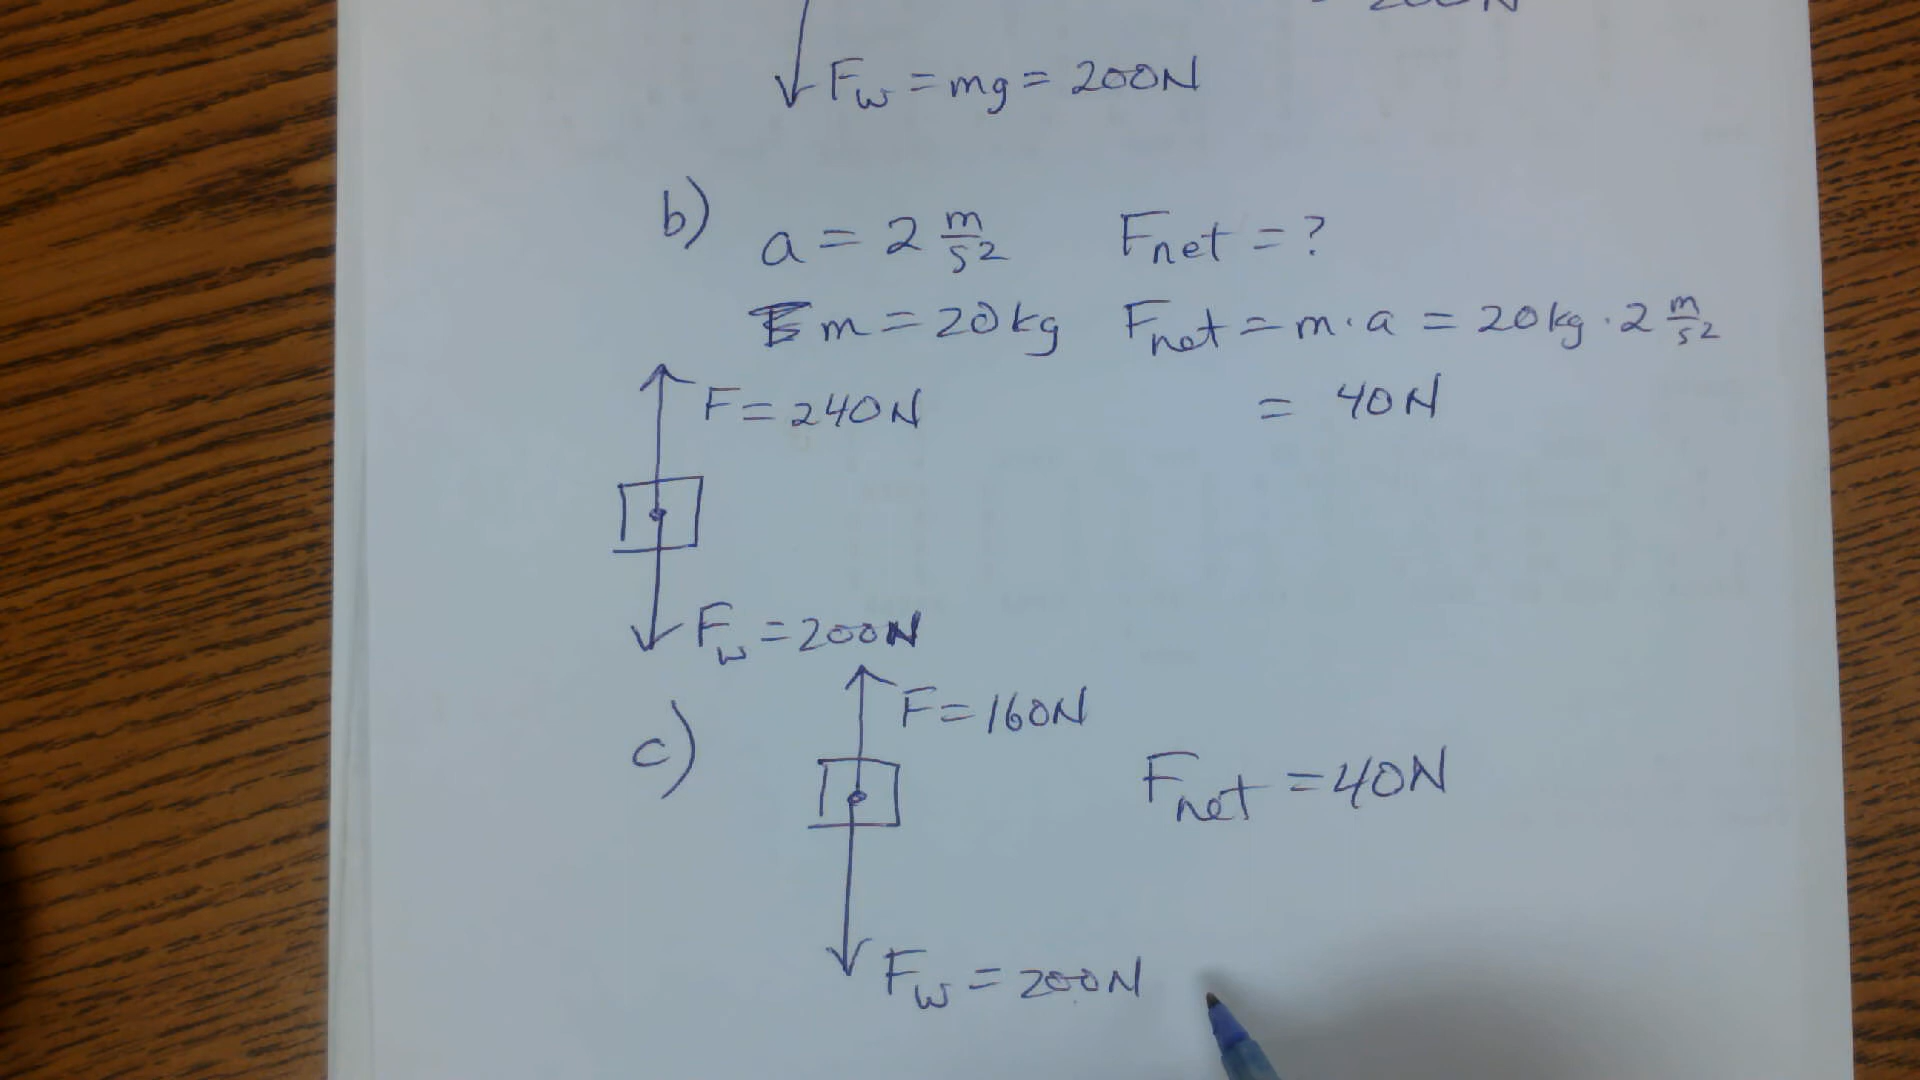 F_w = mg = 200N
b) a = 2 m/s² F_net = ?
m = 20kg F_net = m·a = 20kg · 2 m/s²
F = 240N = 40N
F_w = 200N
c) F = 160N
F_net = 40N
F_w = 200N